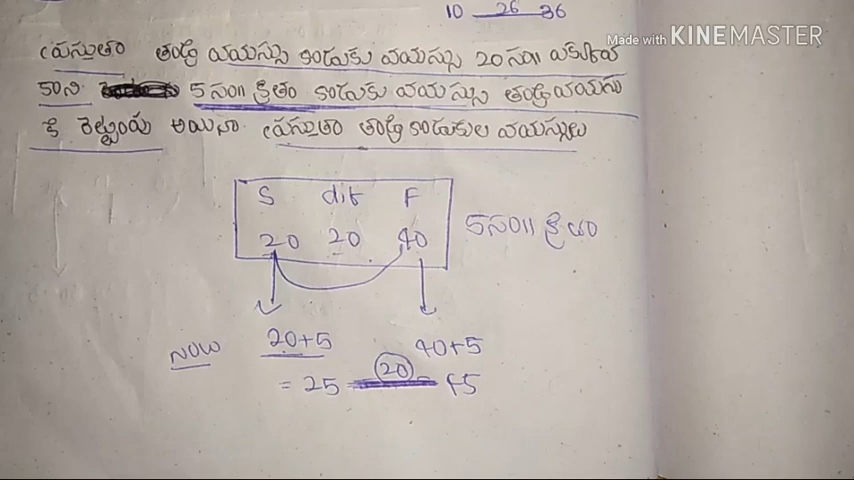 10 26 36
Made with KINEMASTER
ప్రస్తుతం తండ్రి వయస్సు కొడుకు వయస్సు 20 సం॥ ఎక్కువ
కాని 5 సం॥ క్రితం కొడుకు వయస్సు తండ్రి వయసు
కి రెట్టింపు అయినా ప్రస్తుతం తండ్రి కొడుకుల వయస్సులు
S dif F
20 20 40 5 సం॥ క్రితం
NOW 20+5 40+5
= 25 20 = 45